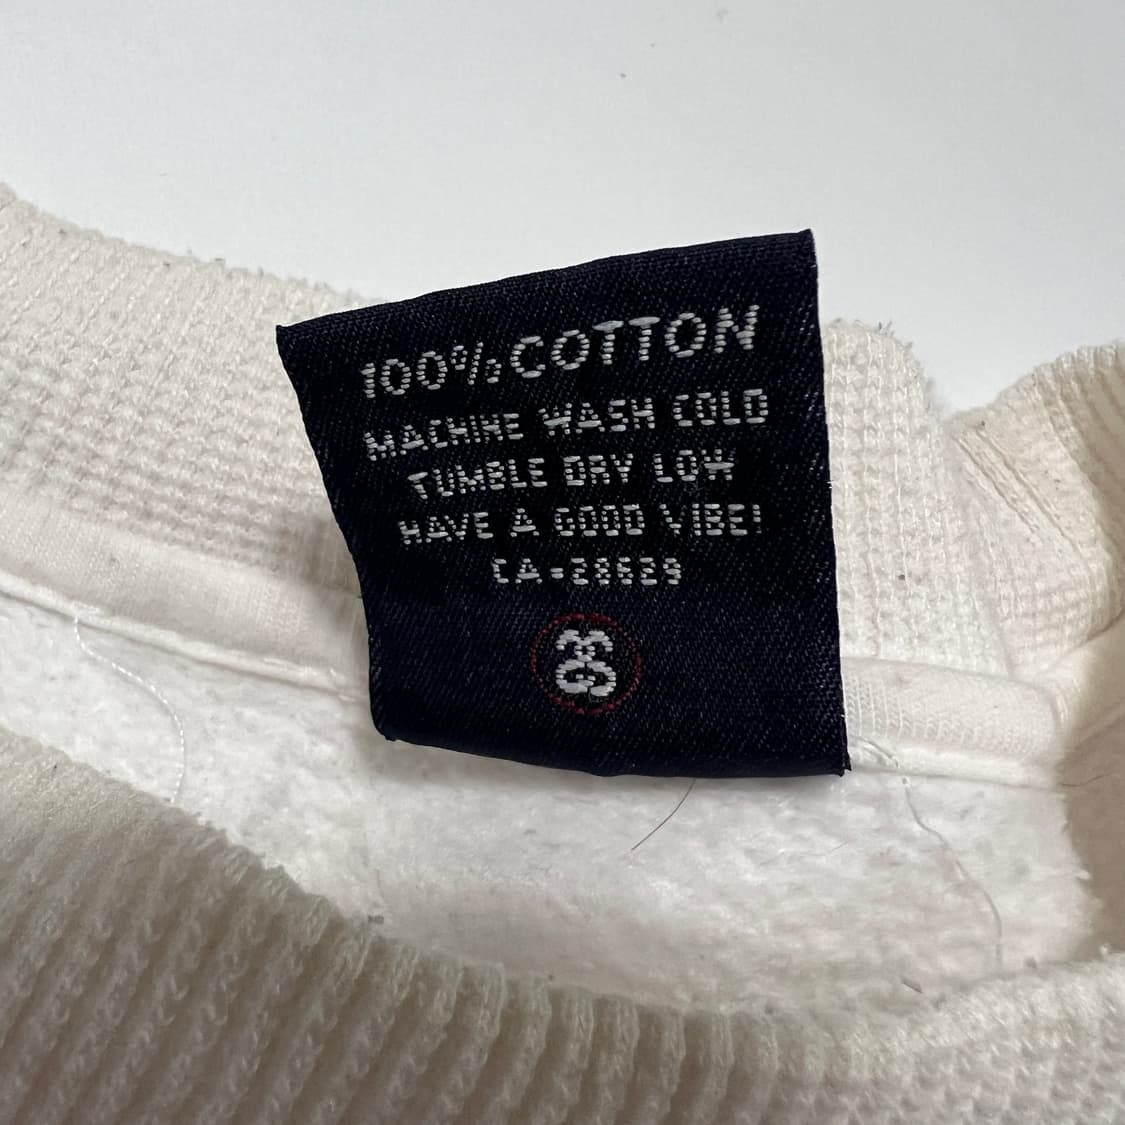 100% COTTON
MACHINE WASH COLD
TUMBLE DRY LOW
HAVE A GOOD VIBE!
CA-28629